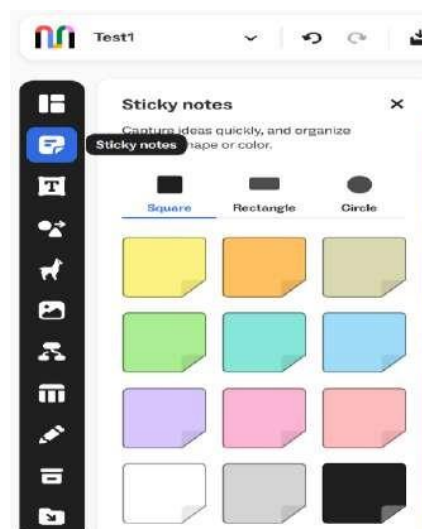 Test1
Sticky notes
Capture ideas quickly, and organize
Sticky notes
hape or color.
Square Rectangle Circle
T